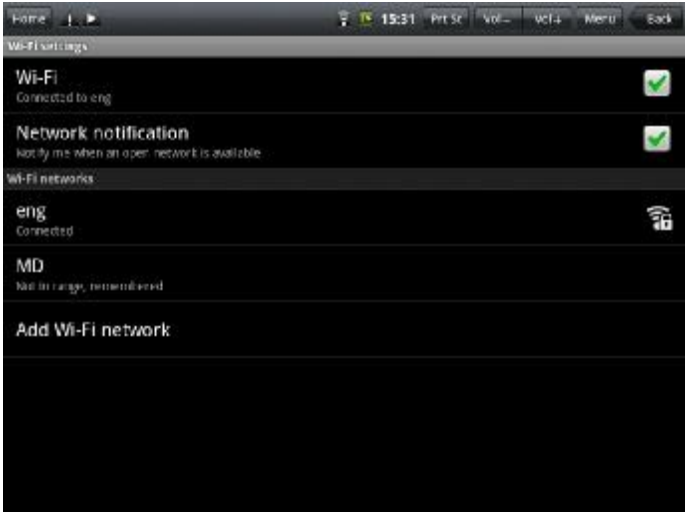 Home 15:31 Prt Sc Vol- Vol+ Menu Back
Wi-Fi settings
Wi-Fi
Connected to eng
Network notification
Notify me when an open network is available
Wi-Fi networks
eng
Connected
MD
Not in range, remembered
Add Wi-Fi network